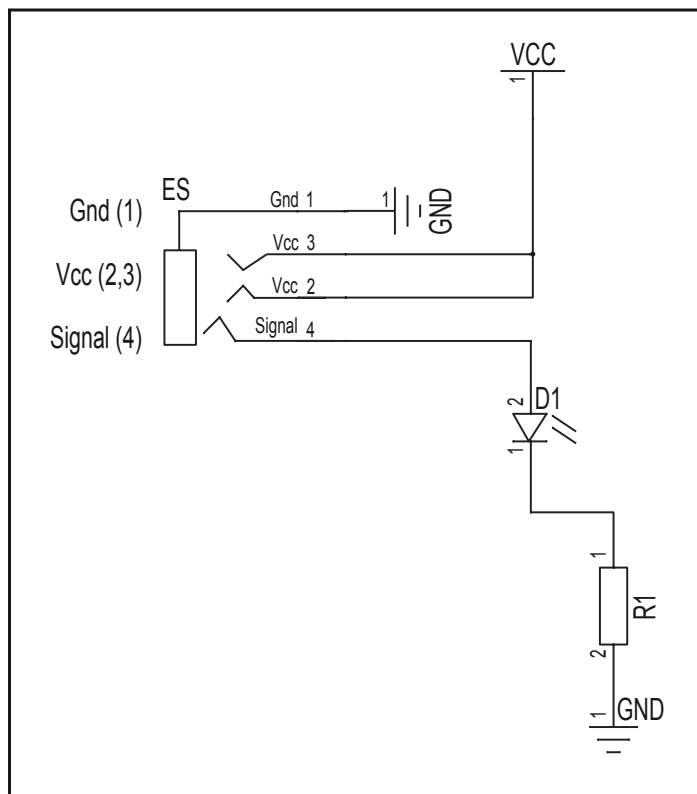 VCC
1
ES
Gnd (1)
Gnd 1
1
GND
Vcc 3
Vcc (2,3)
Vcc 2
Signal (4)
Signal 4
2
D1
1
1
R1
2
1
GND